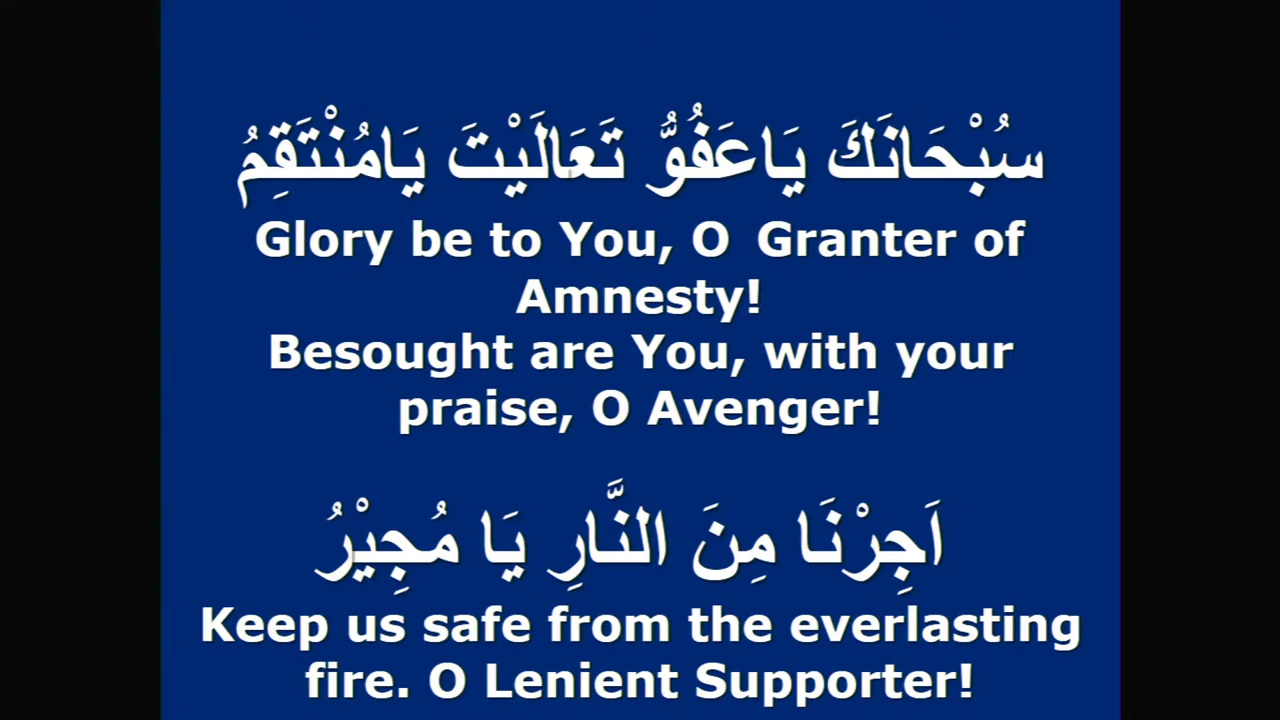 سُبْحَانَكَ يَاعَفُوُّ تَعَالَيْتَ يَامُنْتَقِمُ
Glory be to You, O Granter of
Amnesty!
Besought are You, with your
praise, O Avenger!
اَجِرْنَا مِنَ النَّارِ يَا مُجِيْرُ
Keep us safe from the everlasting
fire. O Lenient Supporter!